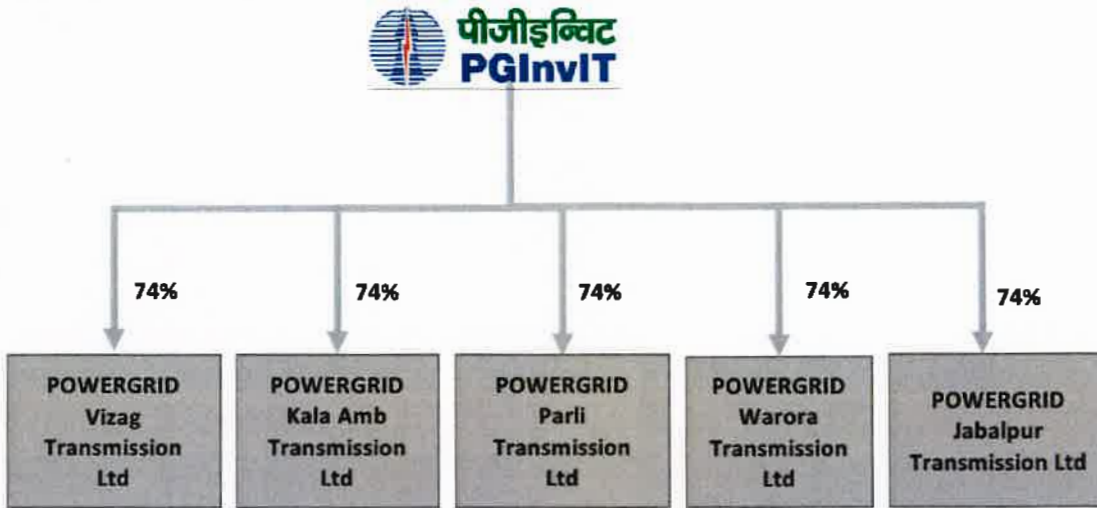 पीजीइन्विट
PGInvIT
74%
74%
74%
74%
74%
POWERGRID
Vizag
Transmission
Ltd
POWERGRID
Kala Amb
Transmission
Ltd
POWERGRID
Parli
Transmission
Ltd
POWERGRID
Warora
Transmission
Ltd
POWERGRID
Jabalpur
Transmission Ltd